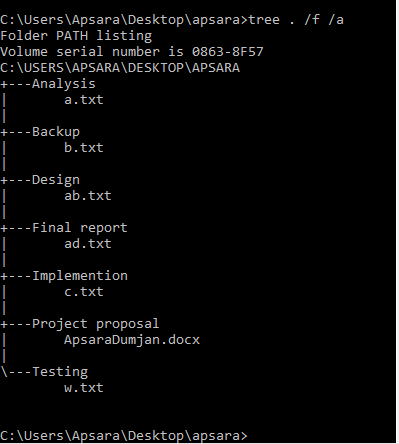 C:\Users\Apsara\Desktop\apsara>tree . /f /a
Folder PATH listing
Volume serial number is 0863-8F57
C:\USERS\APSARA\DESKTOP\APSARA
+---Analysis
|       a.txt
|
+---Backup
|       b.txt
|
+---Design
|       ab.txt
|
+---Final report
|       ad.txt
|
+---Implemention
|       c.txt
|
+---Project proposal
|       ApsaraDumjan.docx
|
\---Testing
        w.txt
C:\Users\Apsara\Desktop\apsara>